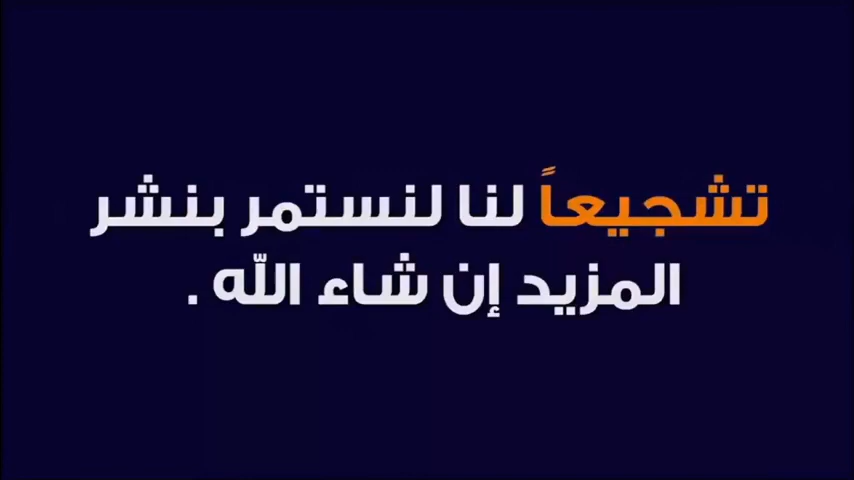 تشجيعاً لنا لنستمر بنشر
المزيد إن شاء الله .